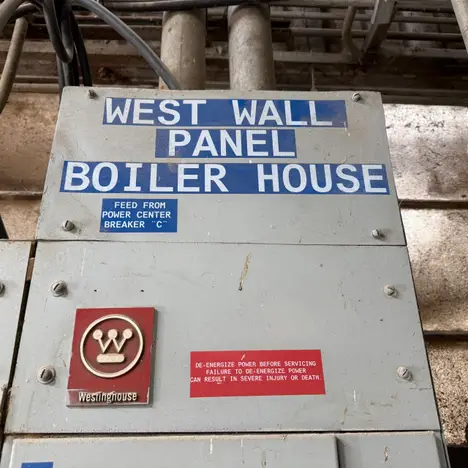 WEST WALL
PANEL
BOILER HOUSE
FEED FROM
POWER CENTER
BREAKER "C"
W
Westinghouse
DE-ENERGIZE POWER BEFORE SERVICING
FAILURE TO DE-ENERGIZE POWER
CAN RESULT IN SEVERE INJURY OR DEATH.